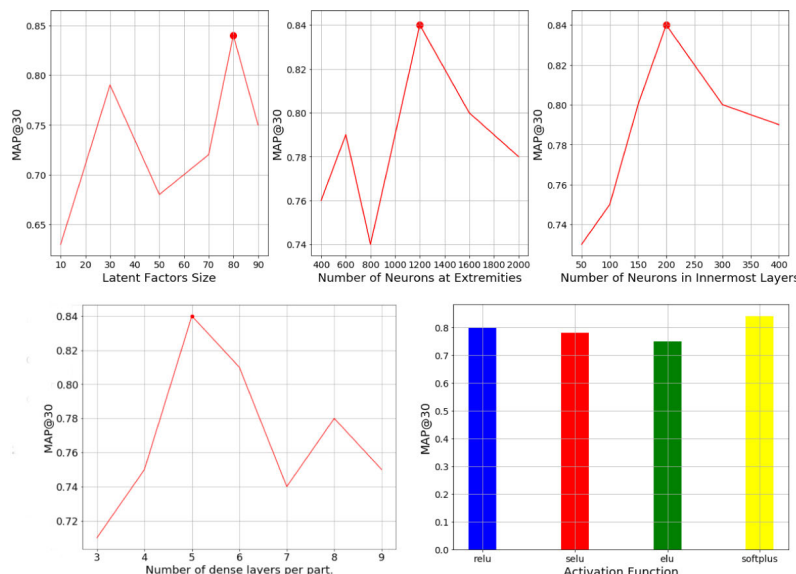 0.85
0.80
0.75
0.70
0.65
MAP@30
10 20 30 40 50 60 70 80 90
Latent Factors Size
0.84
0.82
0.80
0.78
0.76
0.74
MAP@30
400 600 800 1000 1200 1400 1600 1800 2000
Number of Neurons at Extremities
0.84
0.82
0.80
0.78
0.76
0.74
MAP@30
50 100 150 200 250 300 350 400
Number of Neurons in Innermost Layers
0.84
0.82
0.80
0.78
0.76
0.74
0.72
MAP@30
3 4 5 6 7 8 9
Number of dense layers per part.
0.8
0.7
0.6
0.5
0.4
0.3
0.2
0.1
0.0
MAP@30
relu selu elu softplus
Activation Function